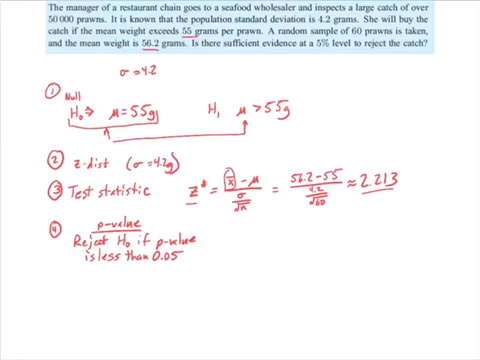 The manager of a restaurant chain goes to a seafood wholesaler and inspects a large catch of over
50 000 prawns. It is known that the population standard deviation is 4.2 grams. She will buy the
catch if the mean weight exceeds 55 grams per prawn. A random sample of 60 prawns is taken,
and the mean weight is 56.2 grams. Is there sufficient evidence at a 5% level to reject the catch?
σ = 4.2
① Null
H₀ ⇒ μ = 55g H₁ μ > 55g
② z-dist (σ = 4.2g)
③ Test statistic z* = (x̄ - μ) / (σ/√n) = (56.2 - 55) / (4.2/√60) ≈ 2.213
④ p-value
Reject H₀ if p-value
is less than 0.05